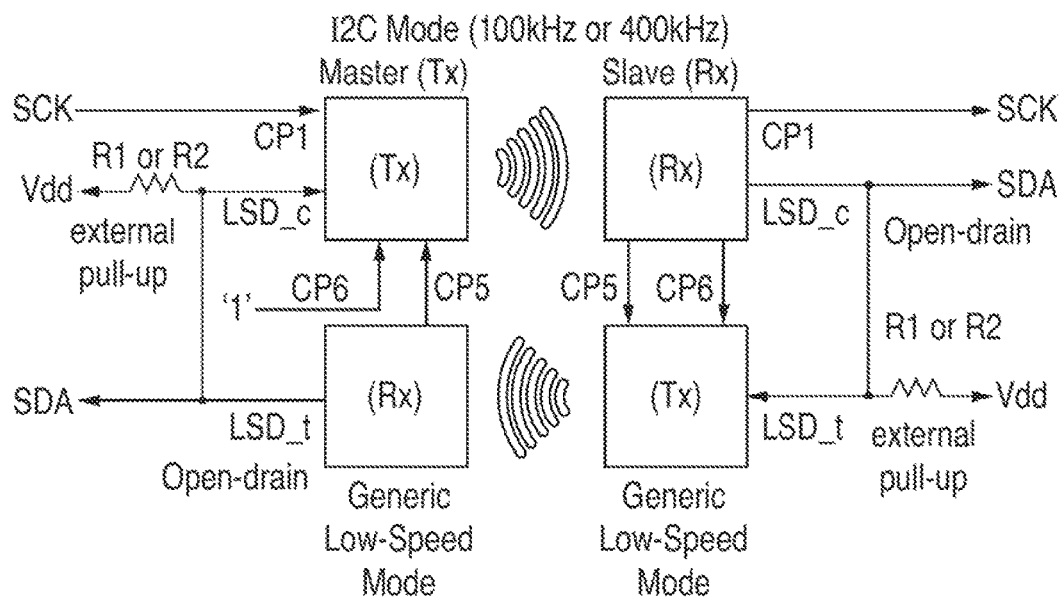 I2C Mode (100kHz or 400kHz)
Master (Tx)
Slave (Rx)
SCK
CP1
(Tx)
(Rx)
CP1
SCK
R1 or R2
Vdd
LSD_c
LSD_c
SDA
external
pull-up
Open-drain
'1'
CP6
CP5
CP5
CP6
R1 or R2
SDA
(Rx)
(Tx)
Vdd
LSD_t
LSD_t
external
pull-up
Open-drain
Generic
Low-Speed
Mode
Generic
Low-Speed
Mode